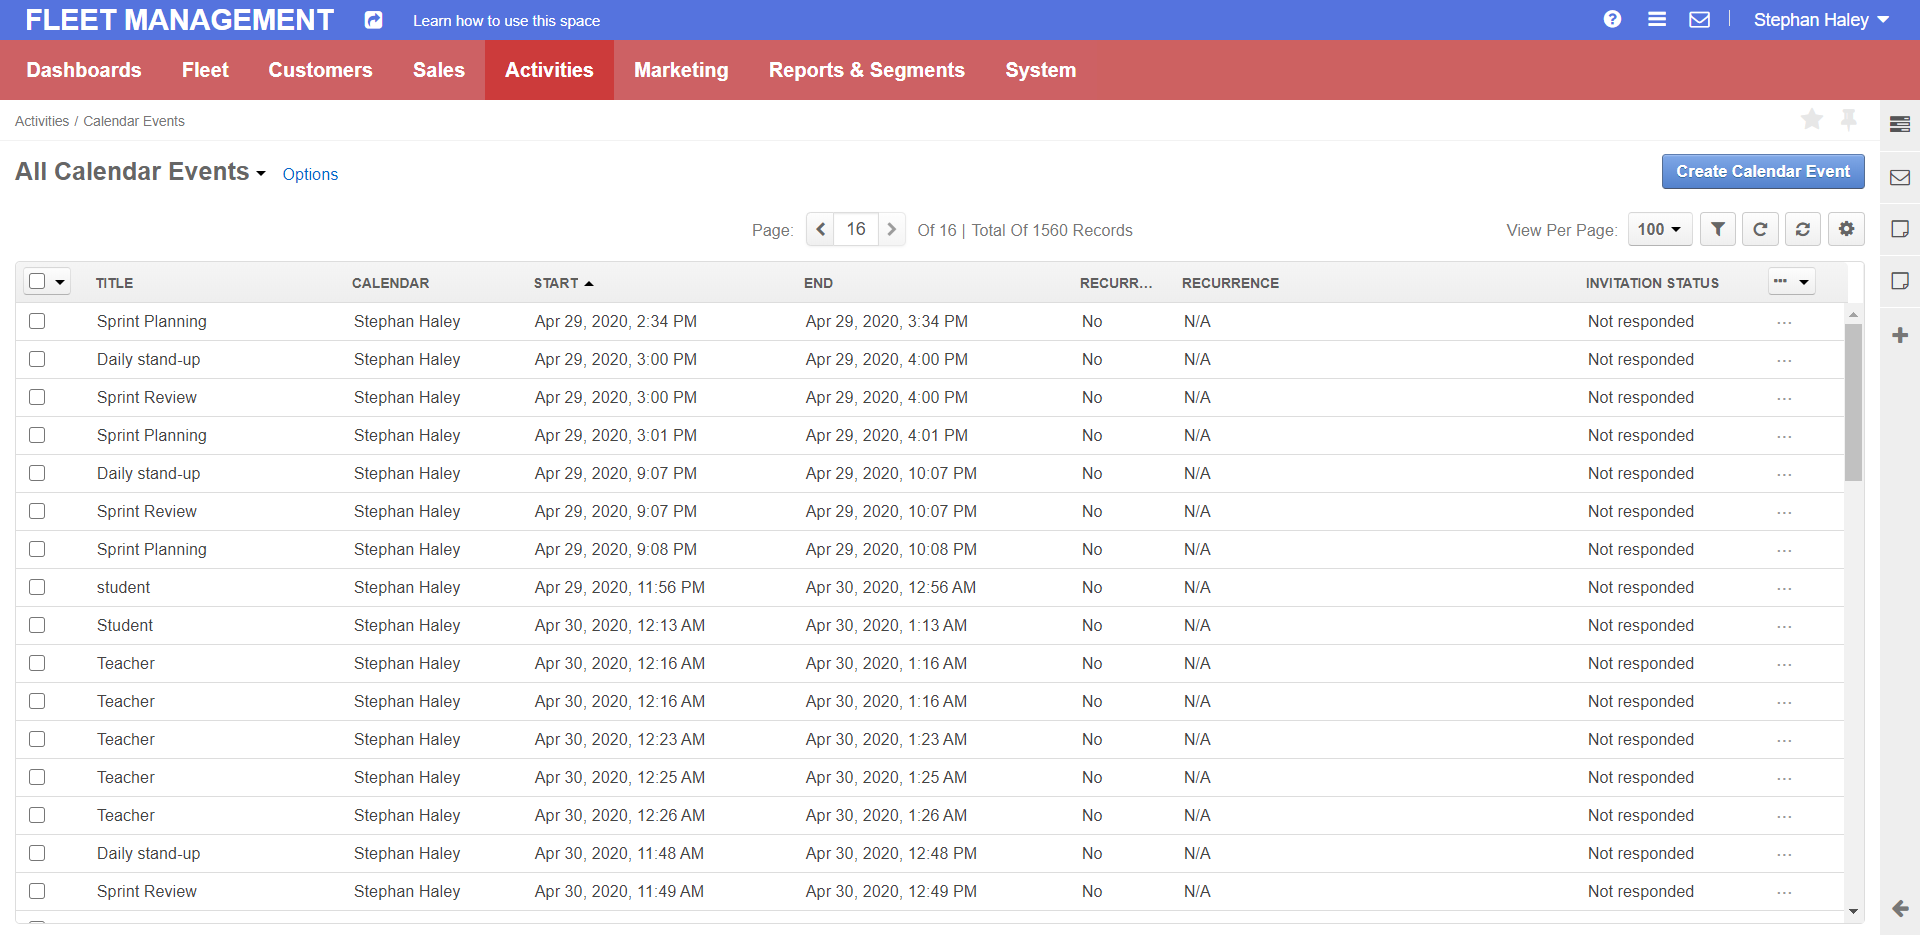 FLEET MANAGEMENT Learn how to use this space Stephan Haley
Dashboards Fleet Customers Sales Activities Marketing Reports & Segments System
Activities / Calendar Events
All Calendar Events Options Create Calendar Event
Page: 16 Of 16 | Total Of 1560 Records View Per Page: 100
TITLE CALENDAR START END RECURR... RECURRENCE INVITATION STATUS
Sprint Planning Stephan Haley Apr 29, 2020, 2:34 PM Apr 29, 2020, 3:34 PM No N/A Not responded
Daily stand-up Stephan Haley Apr 29, 2020, 3:00 PM Apr 29, 2020, 4:00 PM No N/A Not responded
Sprint Review Stephan Haley Apr 29, 2020, 3:00 PM Apr 29, 2020, 4:00 PM No N/A Not responded
Sprint Planning Stephan Haley Apr 29, 2020, 3:01 PM Apr 29, 2020, 4:01 PM No N/A Not responded
Daily stand-up Stephan Haley Apr 29, 2020, 9:07 PM Apr 29, 2020, 10:07 PM No N/A Not responded
Sprint Review Stephan Haley Apr 29, 2020, 9:07 PM Apr 29, 2020, 10:07 PM No N/A Not responded
Sprint Planning Stephan Haley Apr 29, 2020, 9:08 PM Apr 29, 2020, 10:08 PM No N/A Not responded
student Stephan Haley Apr 29, 2020, 11:56 PM Apr 30, 2020, 12:56 AM No N/A Not responded
Student Stephan Haley Apr 30, 2020, 12:13 AM Apr 30, 2020, 1:13 AM No N/A Not responded
Teacher Stephan Haley Apr 30, 2020, 12:16 AM Apr 30, 2020, 1:16 AM No N/A Not responded
Teacher Stephan Haley Apr 30, 2020, 12:16 AM Apr 30, 2020, 1:16 AM No N/A Not responded
Teacher Stephan Haley Apr 30, 2020, 12:23 AM Apr 30, 2020, 1:23 AM No N/A Not responded
Teacher Stephan Haley Apr 30, 2020, 12:25 AM Apr 30, 2020, 1:25 AM No N/A Not responded
Teacher Stephan Haley Apr 30, 2020, 12:26 AM Apr 30, 2020, 1:26 AM No N/A Not responded
Daily stand-up Stephan Haley Apr 30, 2020, 11:48 AM Apr 30, 2020, 12:48 PM No N/A Not responded
Sprint Review Stephan Haley Apr 30, 2020, 11:49 AM Apr 30, 2020, 12:49 PM No N/A Not responded